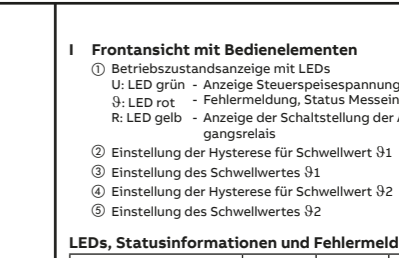 I Frontansicht mit Bedienelementen
① Betriebszustandsanzeige mit LEDs
U: LED grün - Anzeige Steuerspeisespannung
ϑ: LED rot - Fehlermeldung, Status Messein
R: LED gelb - Anzeige der Schaltstellung der
gangsrelais
② Einstellung der Hysterese für Schwellwert ϑ1
③ Einstellung des Schwellwertes ϑ1
④ Einstellung der Hysterese für Schwellwert ϑ2
⑤ Einstellung des Schwellwertes ϑ2
LEDs, Statusinformationen und Fehlermeld